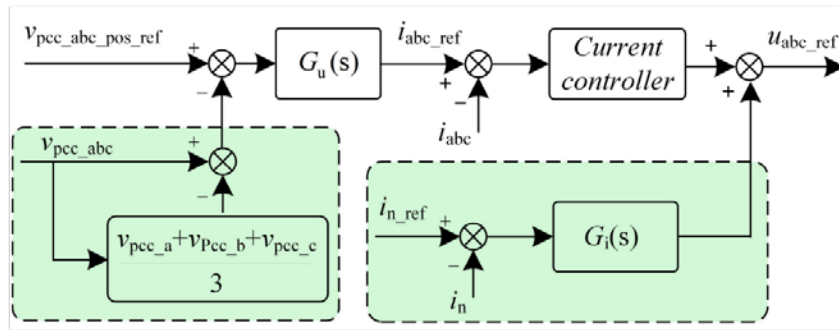 v_pcc_abc_pos_ref
+
−
G_u(s)
i_abc_ref
+
−
i_abc
Current
controller
+
+
u_abc_ref
v_pcc_abc
+
−
v_pcc_a+v_Pcc_b+v_pcc_c
3
i_n_ref
+
−
i_n
G_i(s)